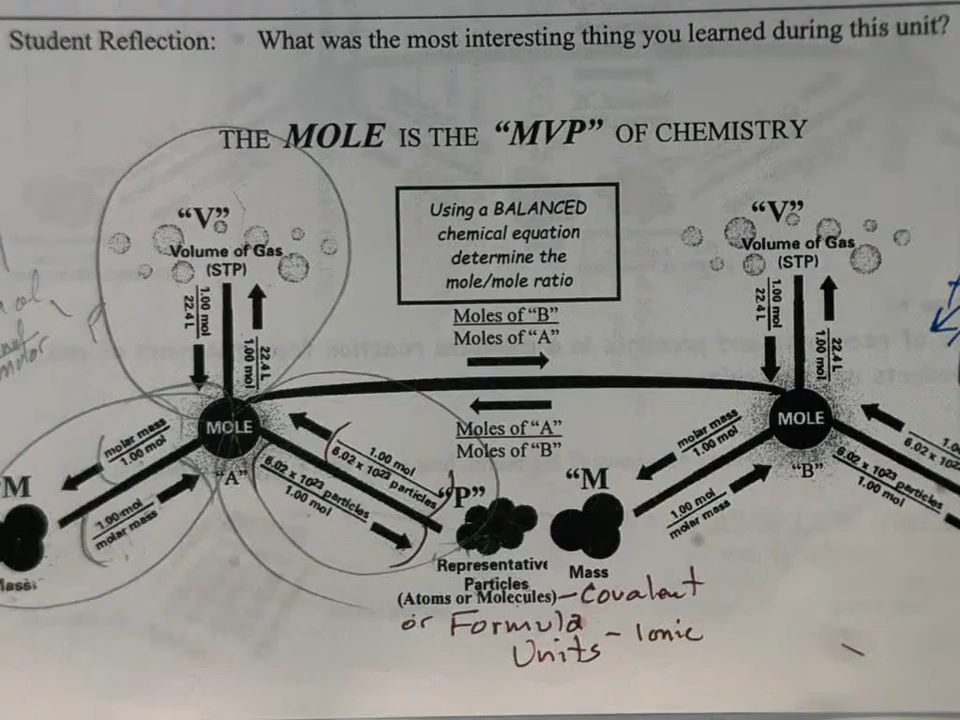 Student Reflection: What was the most interesting thing you learned during this unit?
THE MOLE IS THE “MVP” OF CHEMISTRY
“V”
Volume of Gas
(STP)
1.00 mol
22.4 L
22.4 L
1.00 mol
Using a BALANCED
chemical equation
determine the
mole/mole ratio
Moles of “B”
Moles of “A”
Moles of “A”
Moles of “B”
“V”
Volume of Gas
(STP)
1.00 mol
22.4 L
22.4 L
1.00 mol
MOLE
“A”
molar mass
1.00 mol
1.00 mol
molar mass
1.00 mol
6.02 x 1023 particles
6.02 x 1023 particles
1.00 mol
M
Mass
“P”
Representative
Particles
(Atoms or Molecules) - Covalent
or Formula
Units - Ionic
MOLE
“B”
molar mass
1.00 mol
1.00 mol
molar mass
“M
Mass
6.02 x 1023 particles
1.00 mol